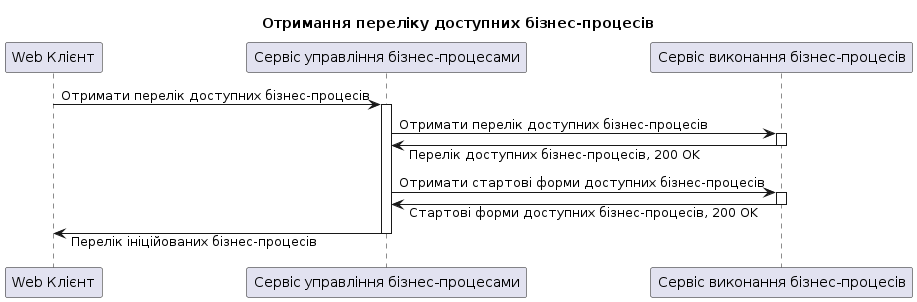 Отримання переліку доступних бізнес-процесів
Web Клієнт
Сервіс управління бізнес-процесами
Сервіс виконання бізнес-процесів
Отримати перелік доступних бізнес-процесів
Отримати перелік доступних бізнес-процесів
Перелік доступних бізнес-процесів, 200 OK
Отримати стартові форми доступних бізнес-процесів
Стартові форми доступних бізнес-процесів, 200 OK
Перелік ініційованих бізнес-процесів
Web Клієнт
Сервіс управління бізнес-процесами
Сервіс виконання бізнес-процесів